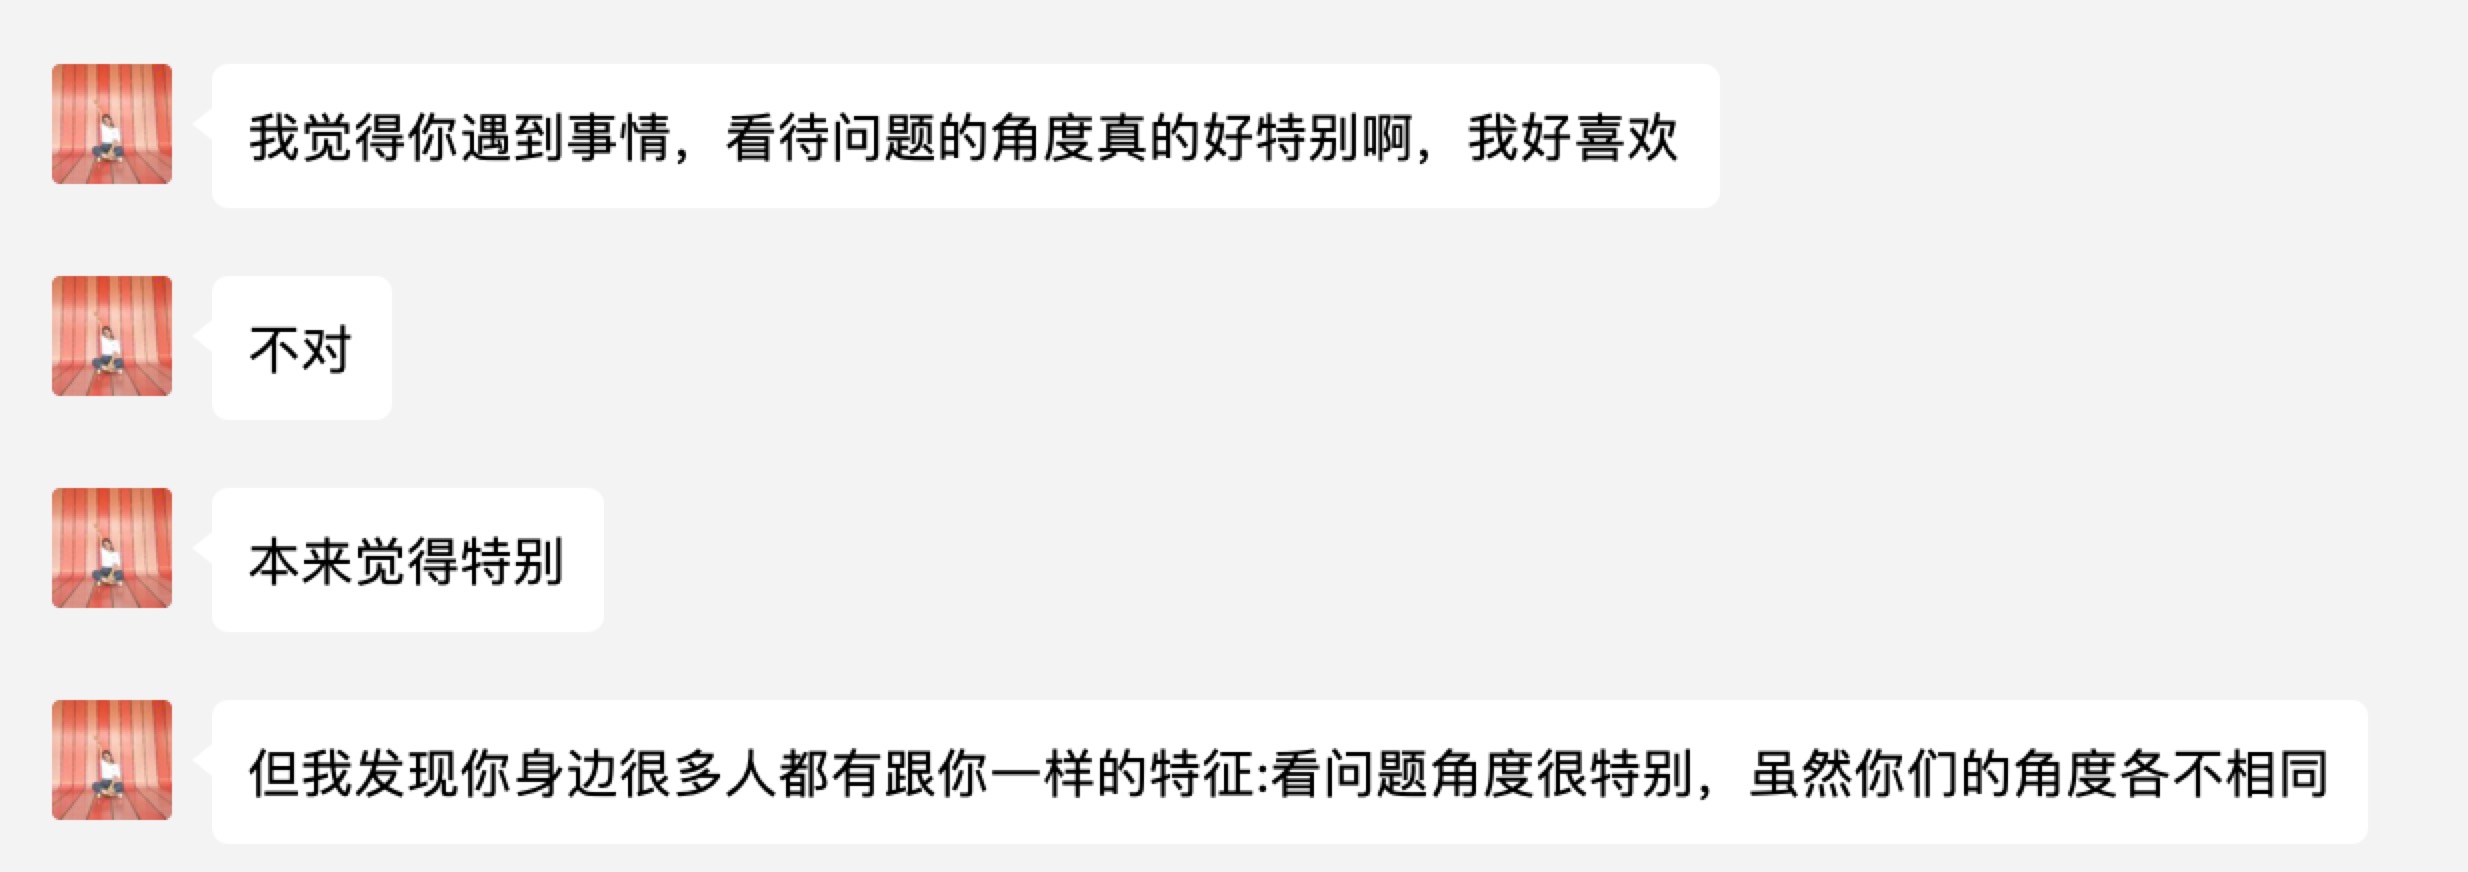 我觉得你遇到事情，看待问题的角度真的好特别啊，我好喜欢
不对
本来觉得特别
但我发现你身边很多人都有跟你一样的特征:看问题角度很特别，虽然你们的角度各不相同